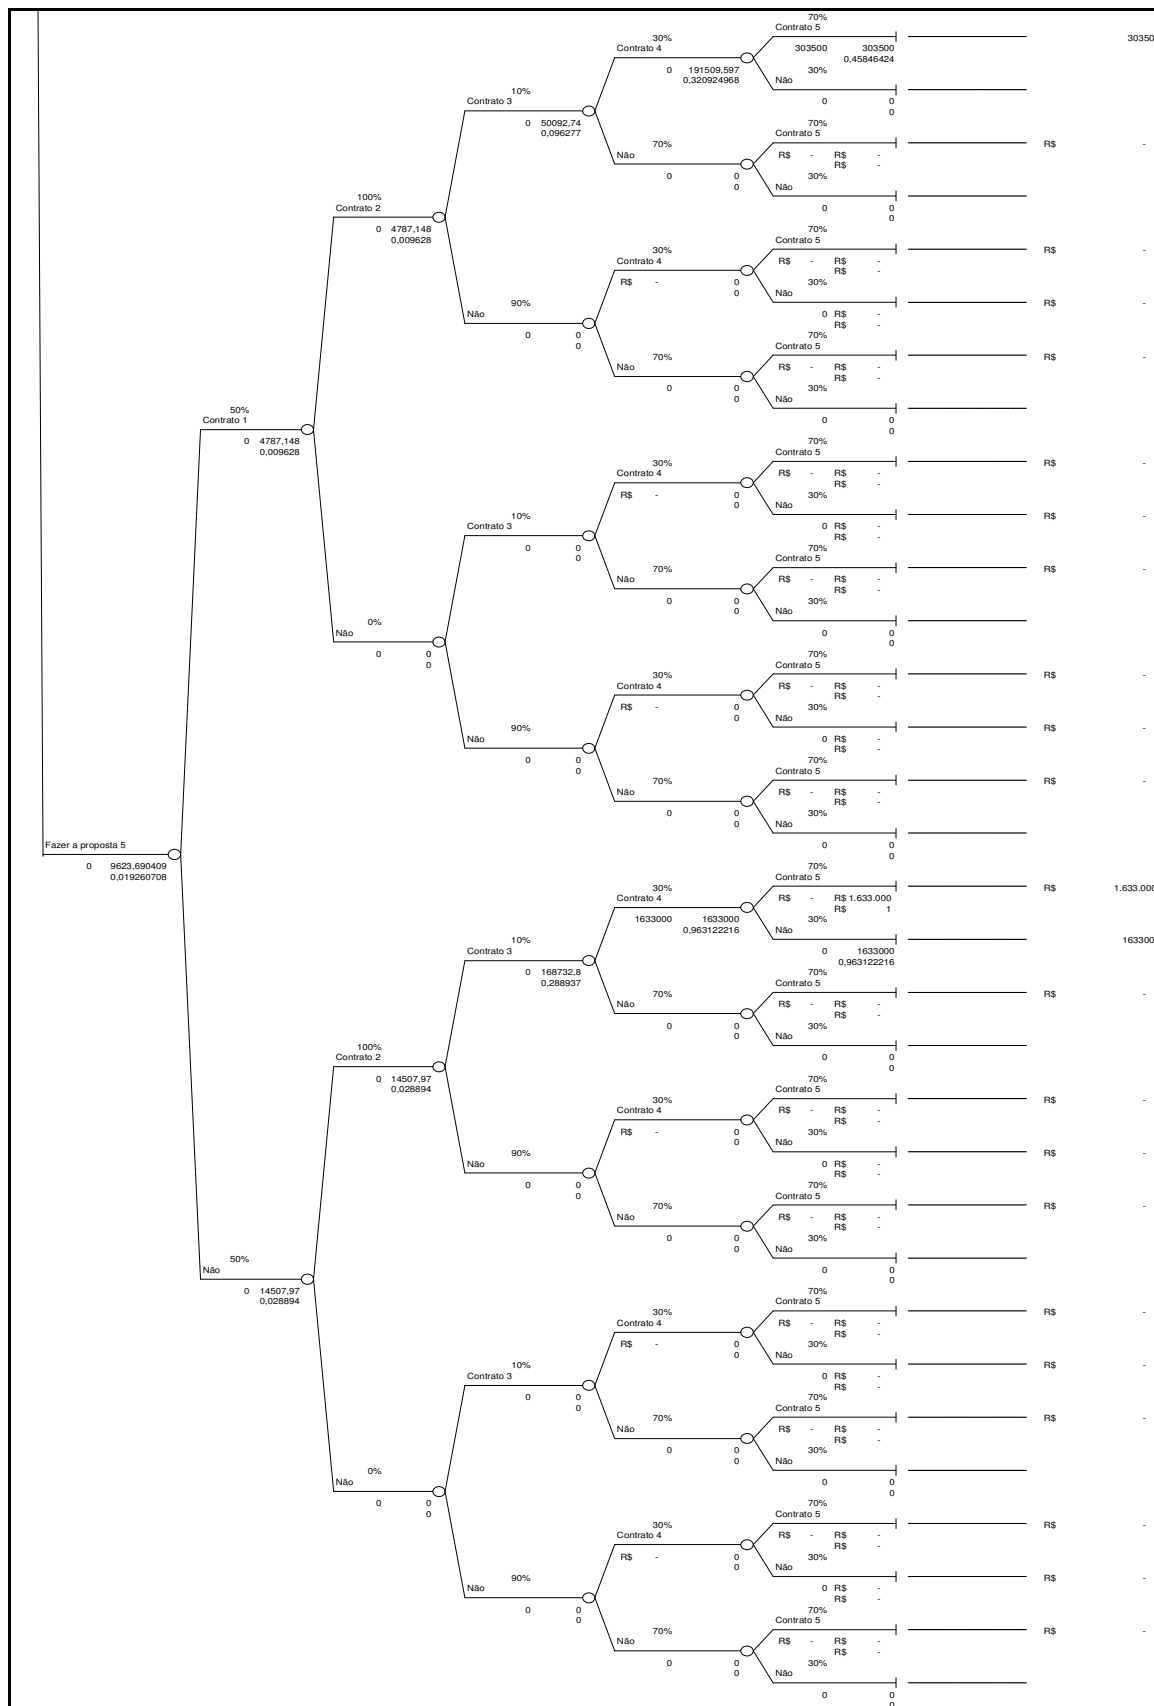 70%
Contrato 5
303500 303500 30350
0,45846424
30%
Contrato 4
0 191509,597
0,320924968
30%
Não
0 0
0
10%
Contrato 3
0 50092,74
0,096277
70%
Contrato 5
R$ - R$ - R$ -
R$ -
70%
Não
0 0
0
30%
Não
0 0
0
100%
Contrato 2
0 4787,148
0,009628
70%
Contrato 5
R$ - R$ - R$ -
R$ -
30%
Contrato 4
R$ - 0
0
30%
Não
0 R$ - R$ -
R$ -
90%
Não
0 0
0
70%
Contrato 5
R$ - R$ - R$ -
R$ -
70%
Não
0 0
0
30%
Não
0 0
0
50%
Contrato 1
0 4787,148
0,009628
70%
Contrato 5
R$ - R$ - R$ -
R$ -
30%
Contrato 4
R$ - 0
0
30%
Não
0 R$ - R$ -
R$ -
10%
Contrato 3
0 0
0
70%
Contrato 5
R$ - R$ - R$ -
R$ -
70%
Não
0 0
0
30%
Não
0 0
0
0%
Não
0 0
0
70%
Contrato 5
R$ - R$ - R$ -
R$ -
30%
Contrato 4
R$ - 0
0
30%
Não
0 R$ - R$ -
R$ -
90%
Não
0 0
0
70%
Contrato 5
R$ - R$ - R$ -
R$ -
70%
Não
0 0
0
30%
Não
0 0
0
Fazer a proposta 5
0 9623,690409
0,019260708
70%
Contrato 5
R$ - R$ 1.633.000 R$ 1.633.000
R$ 1
30%
Contrato 4
1633000 1633000
0,963122216
30%
Não
0 1633000 163300
0,963122216
10%
Contrato 3
0 168732,8
0,288937
70%
Contrato 5
R$ - R$ - R$ -
R$ -
70%
Não
0 0
0
30%
Não
0 0
0
100%
Contrato 2
0 14507,97
0,028894
70%
Contrato 5
R$ - R$ - R$ -
R$ -
30%
Contrato 4
R$ - 0
0
30%
Não
0 R$ - R$ -
R$ -
90%
Não
0 0
0
70%
Contrato 5
R$ - R$ - R$ -
R$ -
70%
Não
0 0
0
30%
Não
0 0
0
50%
Não
0 14507,97
0,028894
70%
Contrato 5
R$ - R$ - R$ -
R$ -
30%
Contrato 4
R$ - 0
0
30%
Não
0 R$ - R$ -
R$ -
10%
Contrato 3
0 0
0
70%
Contrato 5
R$ - R$ - R$ -
R$ -
70%
Não
0 0
0
30%
Não
0 0
0
0%
Não
0 0
0
70%
Contrato 5
R$ - R$ - R$ -
R$ -
30%
Contrato 4
R$ - 0
0
30%
Não
0 R$ - R$ -
R$ -
90%
Não
0 0
0
70%
Contrato 5
R$ - R$ - R$ -
R$ -
70%
Não
0 0
0
30%
Não
0 0
0